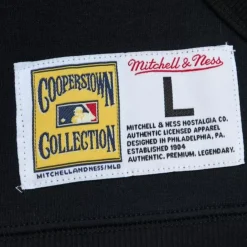 COOPERSTOWN
COLLECTION
MITCHELLANDNESS/MLB
Mitchell & Ness
L
MITCHELL & NESS NOSTALGIA CO.
AUTHENTIC LICENSED APPAREL
DESIGNED IN PHILADELPHIA, PA.
ESTABLISHED 1904
AUTHENTIC. PREMIUM. LEGENDARY.